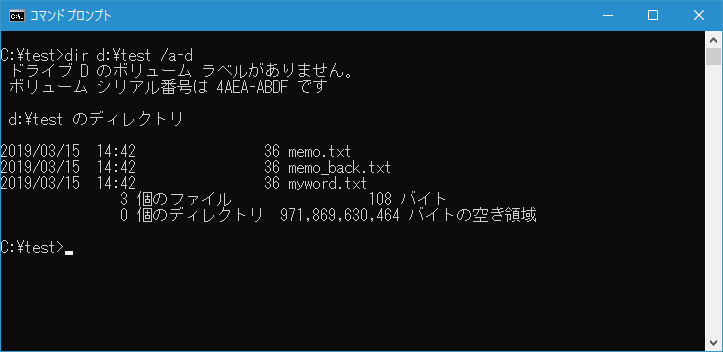 コマンドプロンプト
C:¥test>dir d:¥test /a-d
ドライブ D のボリューム ラベルがありません。
ボリューム シリアル番号は 4AEA-ABDF です
d:¥test のディレクトリ
2019/03/15  14:42                36 memo.txt
2019/03/15  14:42                36 memo_back.txt
2019/03/15  14:42                36 myword.txt
3 個のファイル                 108 バイト
0 個のディレクトリ  971,869,630,464 バイトの空き領域
C:¥test>